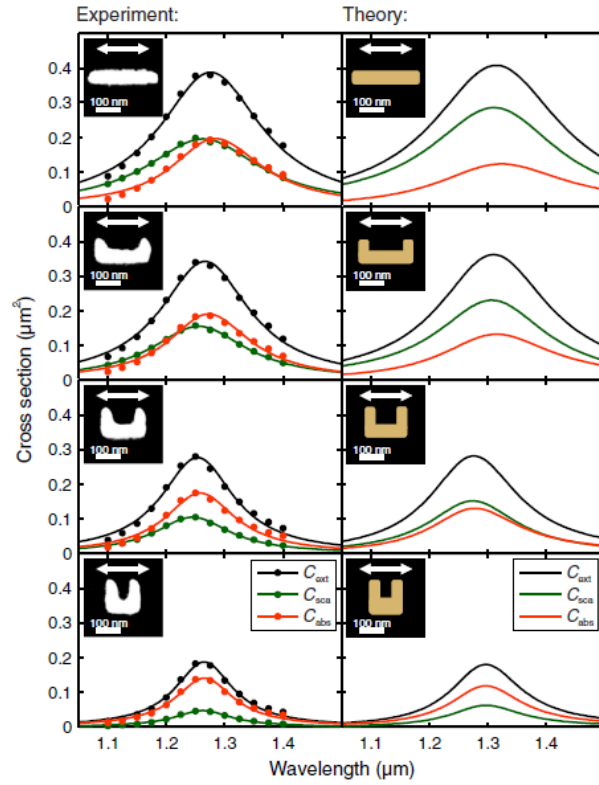 Experiment: Theory:
100 nm 100 nm
0.4
0.3
0.2
0.1
0
100 nm 100 nm
0.4
0.3
0.2
0.1
0
100 nm 100 nm
0.4
0.3
0.2
0.1
0
100 nm 100 nm
0.4
0.3
0.2
0.1
0
Cext Cext
Csca Csca
Cabs Cabs
1.1 1.2 1.3 1.4 1.1 1.2 1.3 1.4
Cross section (µm²)
Wavelength (µm)